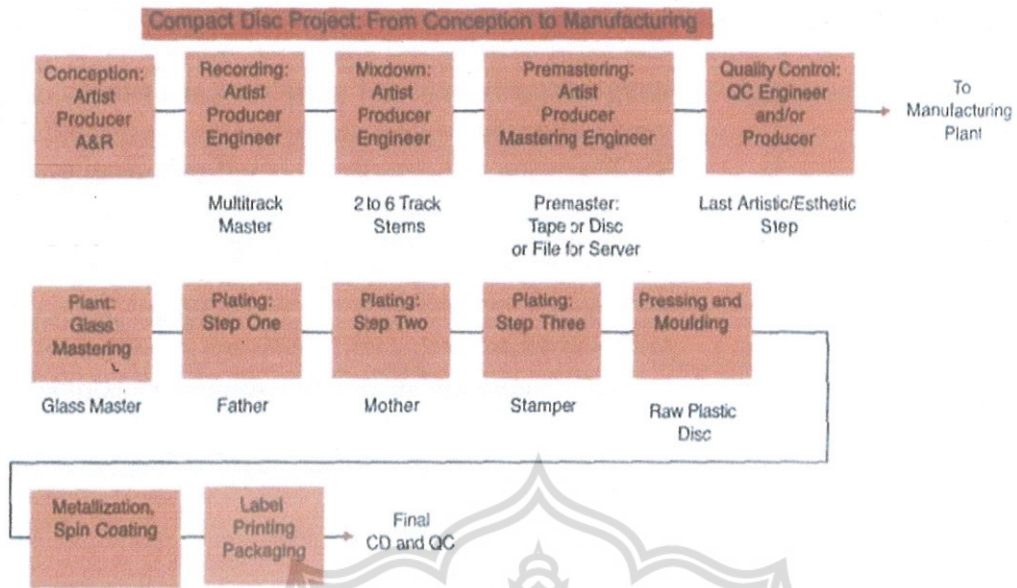 Compact Disc Project: From Conception to Manufacturing
Conception:
Artist
Producer
A&R
Recording:
Artist
Producer
Engineer
Mixdown:
Artist
Producer
Engineer
Premastering:
Artist
Producer
Mastering Engineer
Quality Control:
QC Engineer
and/or
Producer
To
Manufacturing
Plant
Multitrack
Master
2 to 6 Track
Stems
Premaster:
Tape or Disc
or File for Server
Last Artistic/Esthetic
Step
Plant:
Glass
Mastering
Plating:
Step One
Plating:
Step Two
Plating:
Step Three
Pressing and
Moulding
Glass Master
Father
Mother
Stamper
Raw Plastic
Disc
Metallization,
Spin Coating
Label
Printing
Packaging
Final
CD and QC